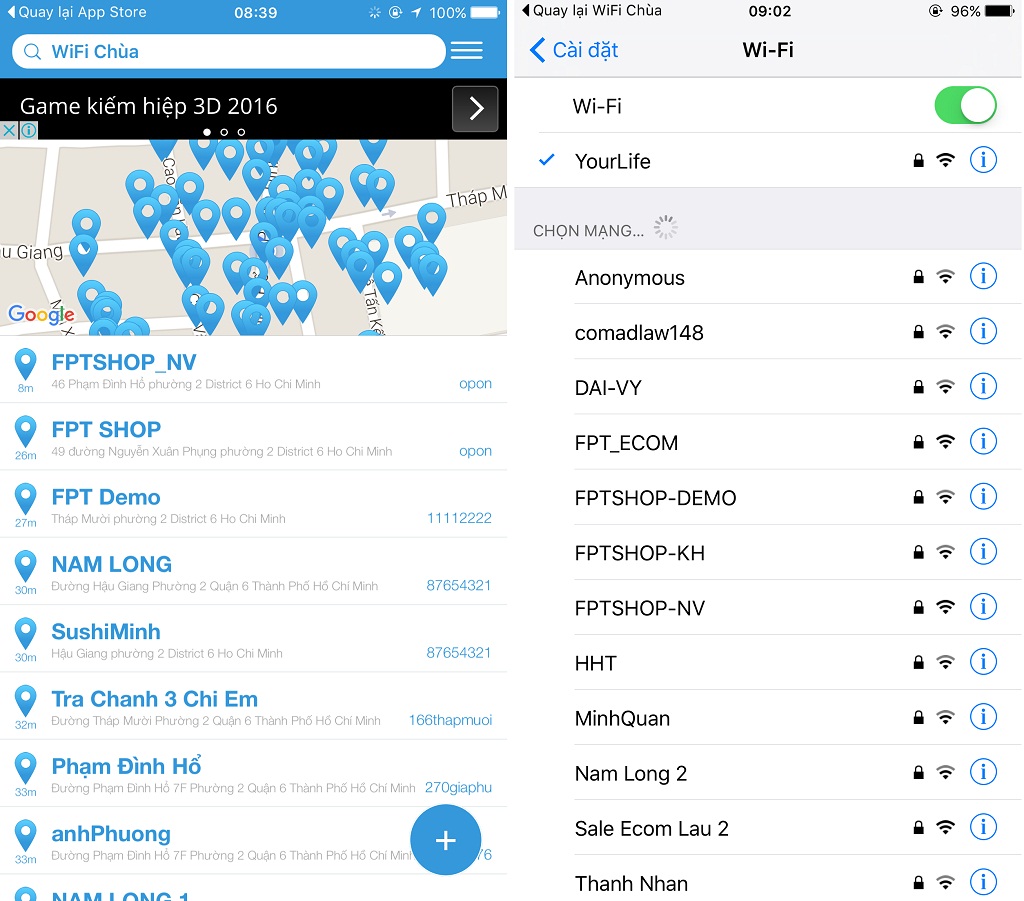 Quay lại App Store
08:39
100%
WiFi Chùa
Game kiếm hiệp 3D 2016
Tháp M
u Giang
Google
FPTSHOP_NV
8m
46 Phạm Đình Hổ phường 2 District 6 Ho Chi Minh
opon
FPT SHOP
26m
49 đường Nguyễn Xuân Phụng phường 2 District 6 Ho Chi Minh
opon
FPT Demo
27m
Tháp Mười phường 2 District 6 Ho Chi Minh
11112222
NAM LONG
30m
Đường Hậu Giang Phường 2 Quận 6 Thành Phố Hồ Chí Minh
87654321
SushiMinh
30m
Hậu Giang phường 2 District 6 Ho Chi Minh
87654321
Tra Chanh 3 Chi Em
32m
Đường Tháp Mười Phường 2 Quận 6 Thành Phố Hồ Chí Minh
166thapmuoi
Phạm Đình Hổ
33m
Đường Phạm Đình Hổ 7F Phường 2 Quận 6 Thành Phố Hồ Chí Minh
270giaphu
anhPhuong
33m
Đường Phạm Đình Hổ 7F Phường 2 Quận 6 Thành Phố Hồ Chí Minh
76
NAM LONG 1
Quay lại WiFi Chùa
09:02
96%
Cài đặt
Wi-Fi
Wi-Fi
YourLife
CHỌN MẠNG...
Anonymous
comadlaw148
DAI-VY
FPT_ECOM
FPTSHOP-DEMO
FPTSHOP-KH
FPTSHOP-NV
HHT
MinhQuan
Nam Long 2
Sale Ecom Lau 2
Thanh Nhan